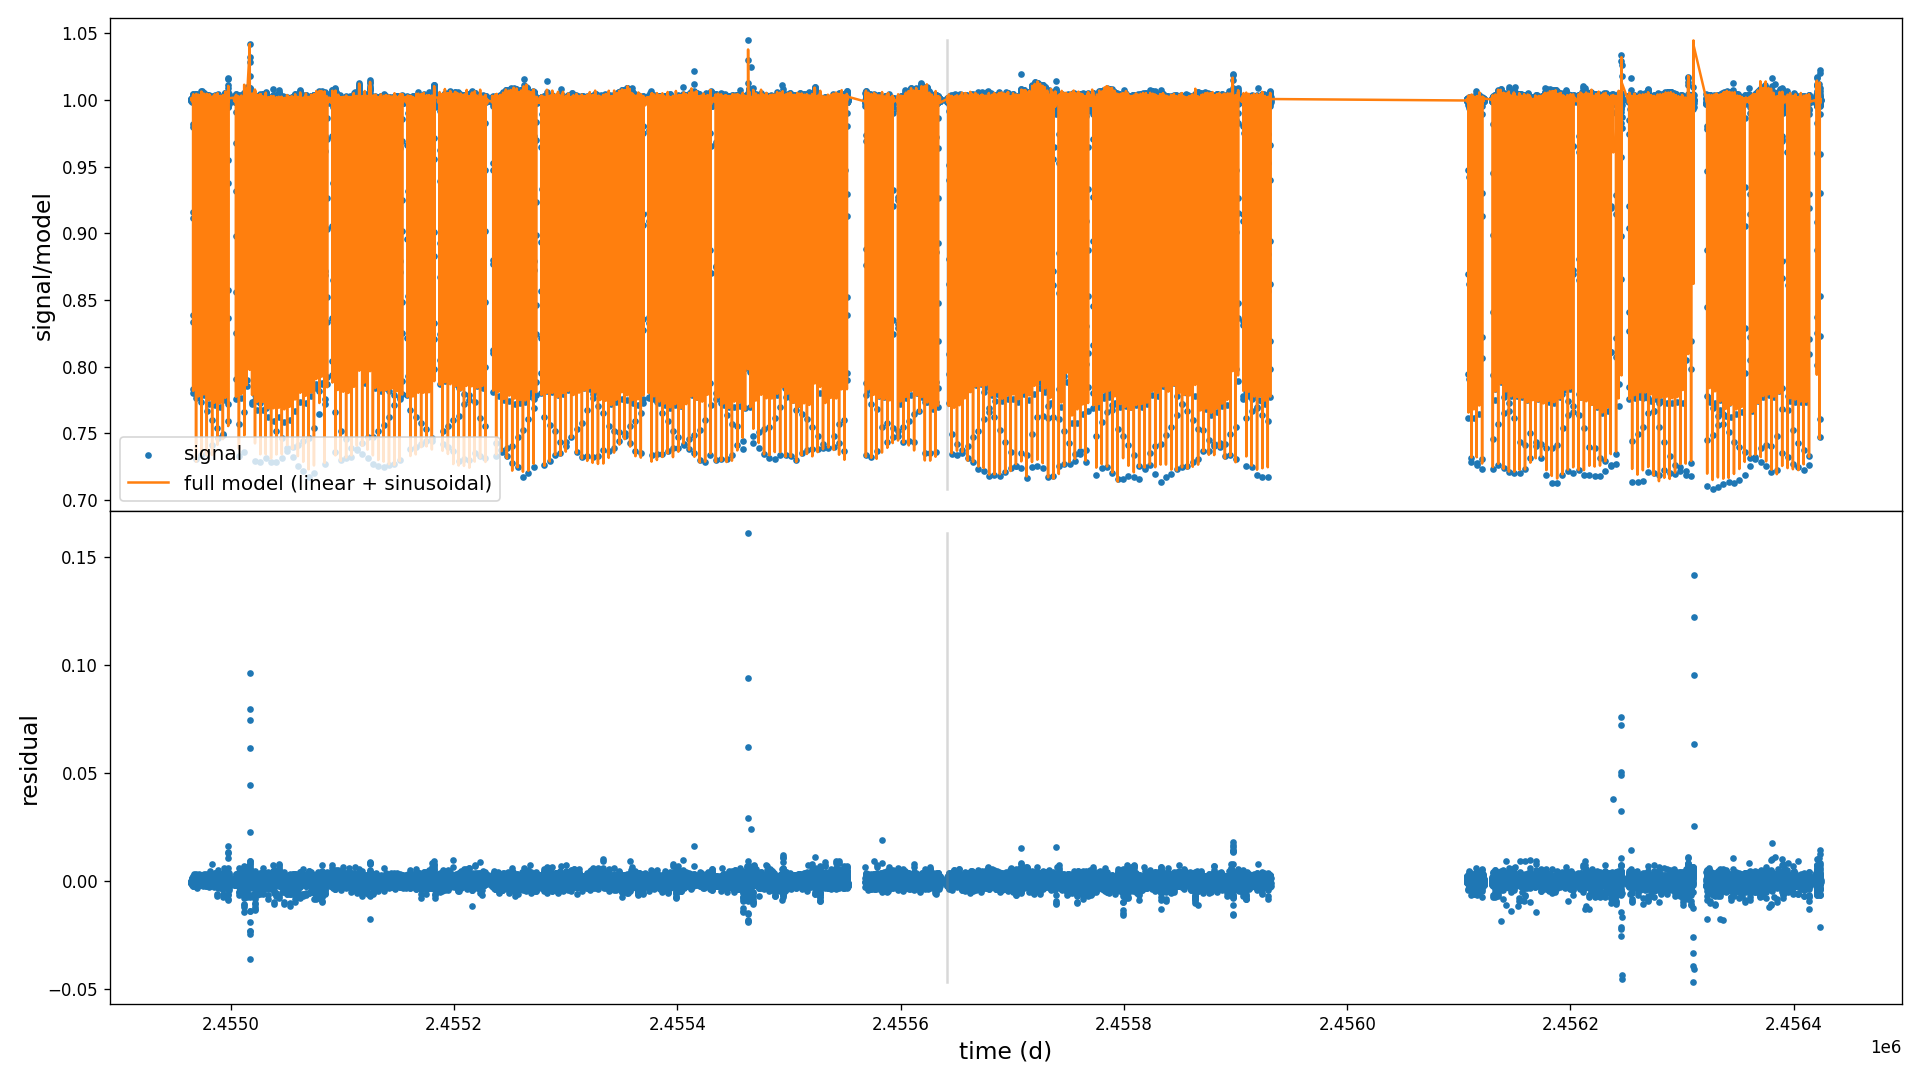 1.05
1.00
0.95
0.90
0.85
0.80
0.75
0.70
signal/model
signal
full model (linear + sinusoidal)
0.15
0.10
0.05
0.00
−0.05
residual
2.4550 2.4552 2.4554 2.4556 2.4558 2.4560 2.4562 2.4564
1e6
time (d)